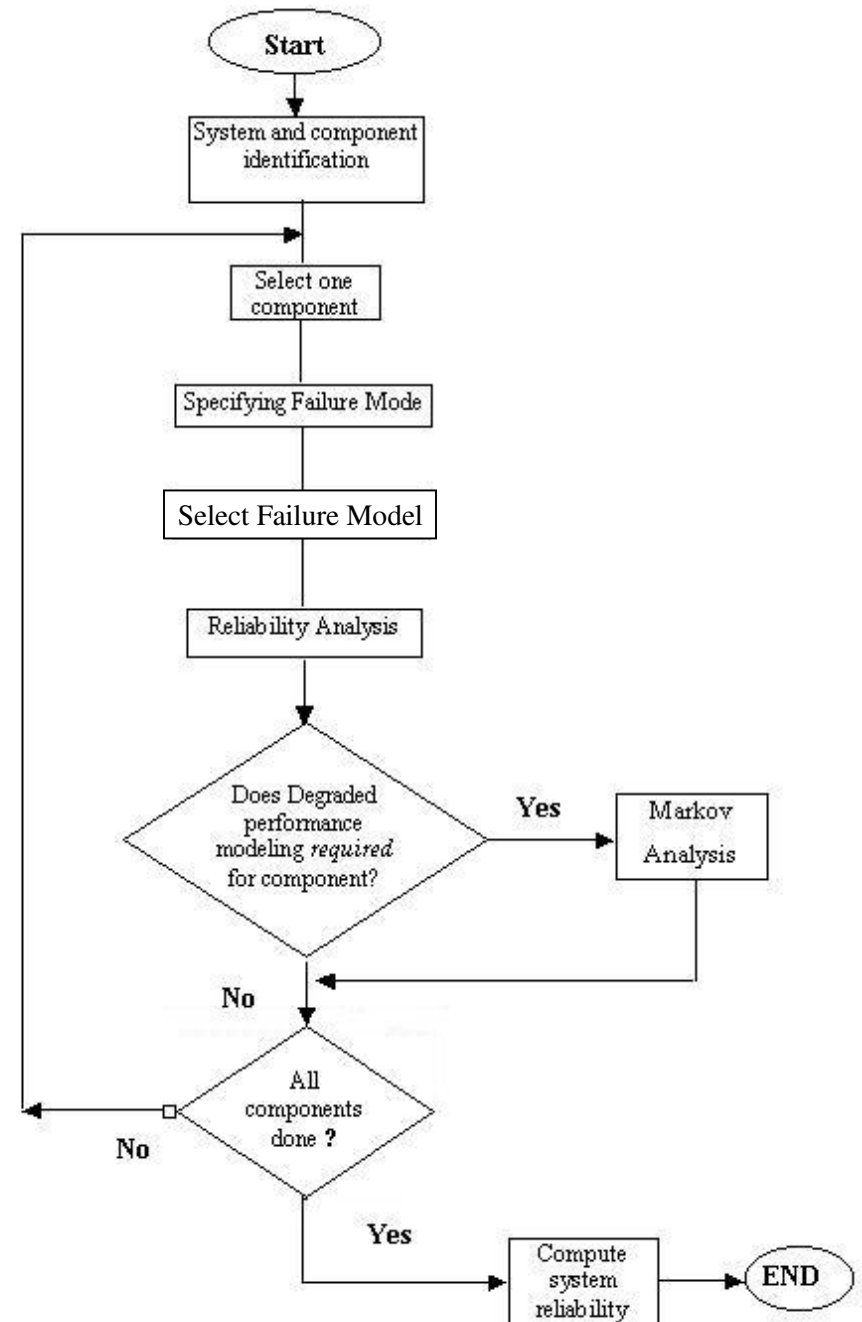 Start
System and component
identification
Select one
component
Specifying Failure Mode
Select Failure Model
Reliability Analysis
Does Degraded
performance
modeling required
for component?
Yes
Markov
Analysis
No
All
components
done ?
No
Yes
Compute
system
reliability
END